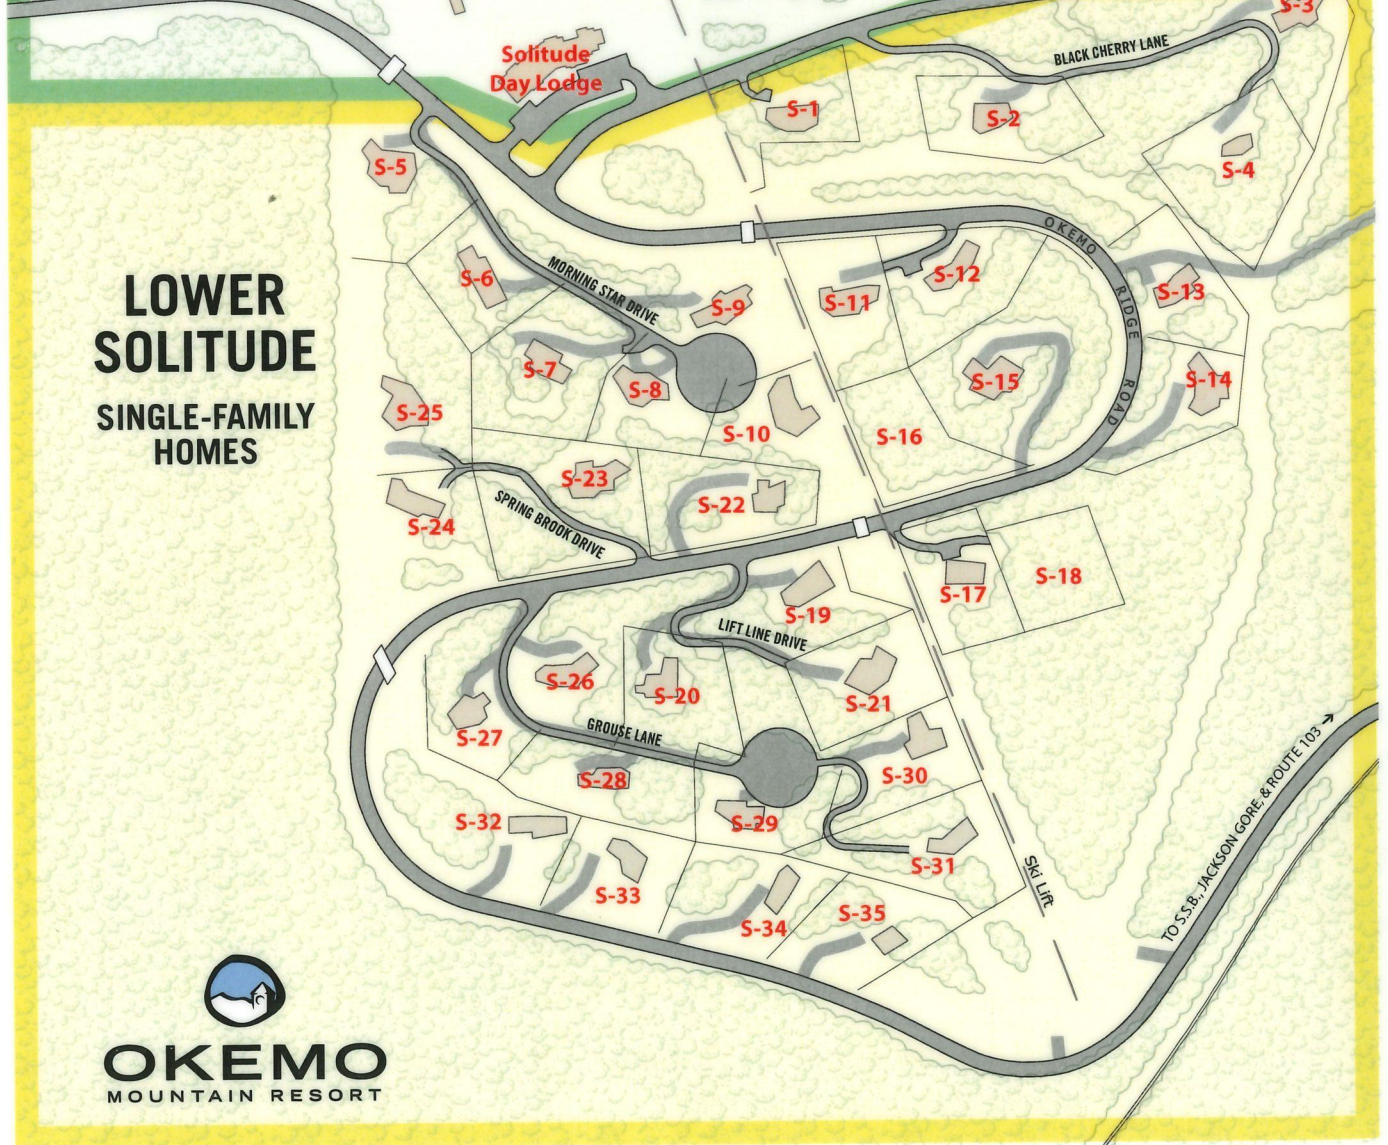 S-3
Solitude
Day Lodge
BLACK CHERRY LANE
S-1
S-2
S-5
S-4
OKEMO RIDGE ROAD
LOWER
SOLITUDE
SINGLE-FAMILY
HOMES
S-6
MORNING STAR DRIVE
S-9
S-11
S-12
S-13
S-7
S-8
S-15
S-14
S-25
S-10
S-16
S-23
S-22
S-24
SPRING BROOK DRIVE
S-17
S-18
S-19
LIFT LINE DRIVE
S-26
S-20
S-21
S-27
GROUSE LANE
S-28
S-30
S-32
S-29
S-31
S-33
S-34
S-35
Ski Lift
TO S.S.B., JACKSON GORE, & ROUTE 103
OKEMO
MOUNTAIN RESORT